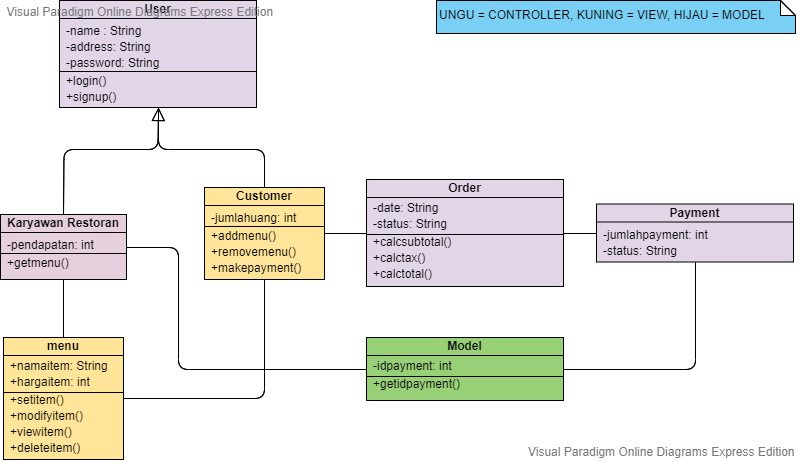 Visual Paradigm Online Diagrams Express Edition
User
-name : String
-address: String
-password: String
+login()
+signup()
UNGU = CONTROLLER, KUNING = VIEW, HIJAU = MODEL
Karyawan Restoran
-pendapatan: int
+getmenu()
Customer
-jumlahuang: int
+addmenu()
+removemenu()
+makepayment()
Order
-date: String
-status: String
+calcsubtotal()
+calctax()
+calctotal()
Payment
-jumlahpayment: int
-status: String
menu
+namaitem: String
+hargaitem: int
+setitem()
+modifyitem()
+viewitem()
+deleteitem()
Model
-idpayment: int
+getidpayment()
Visual Paradigm Online Diagrams Express Edition